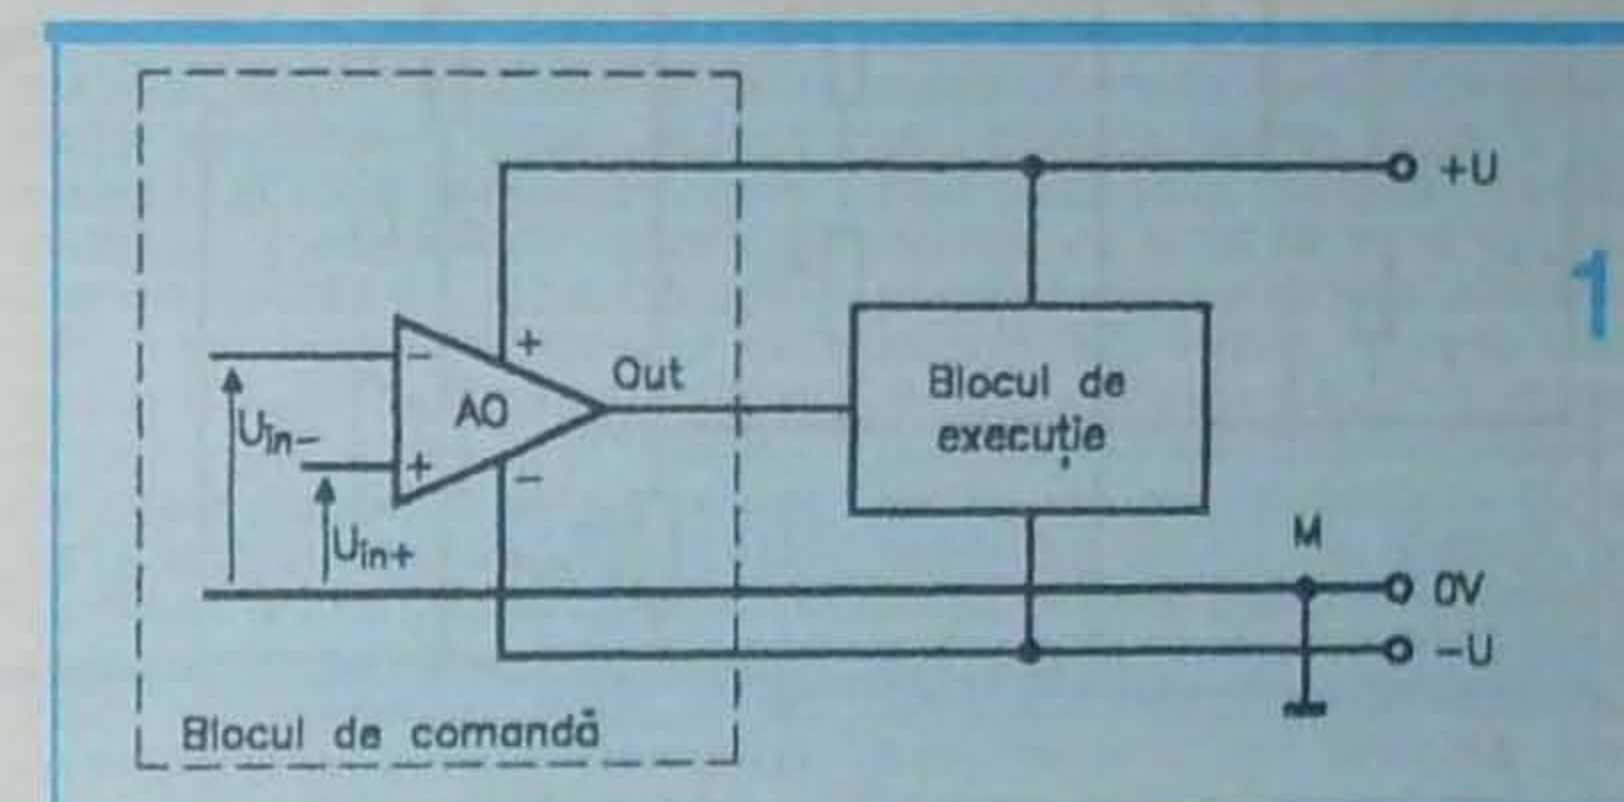 +U
1
+
−
Out
AO
Blocul de
execuție
Uin−
+
−
Uin+
M
0V
−U
Blocul de comandă